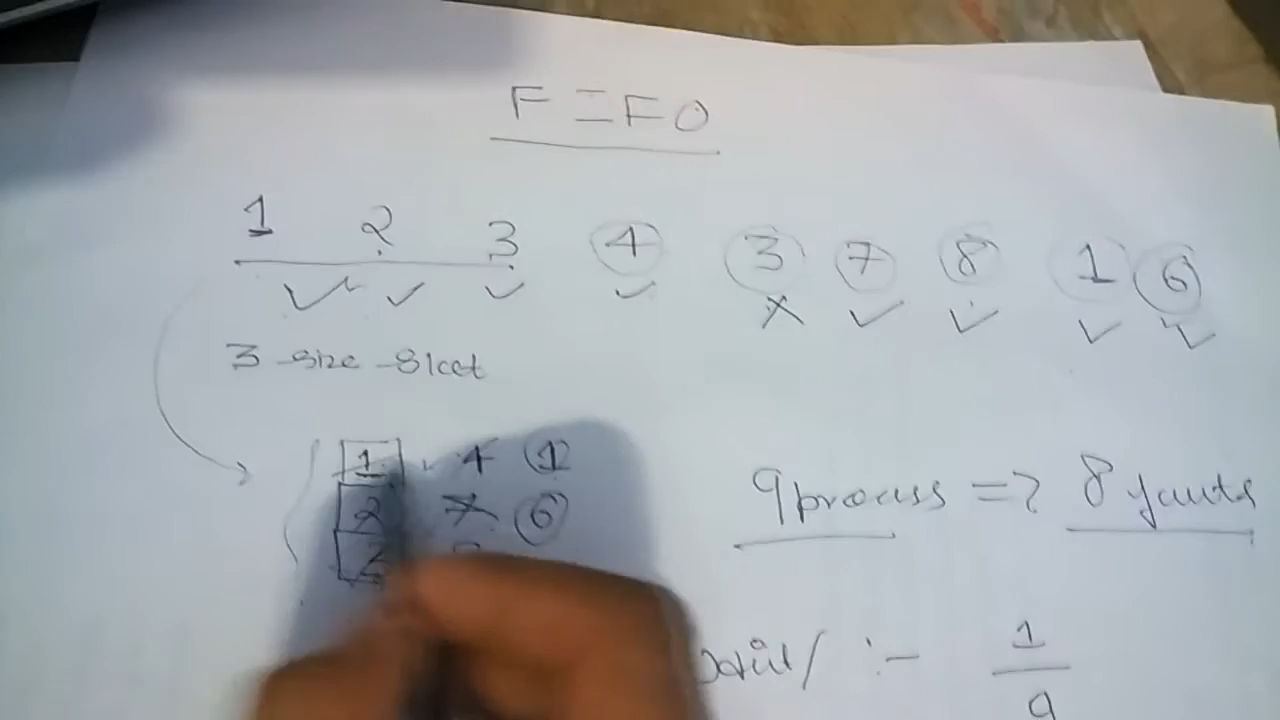 FIFO
1 2 3 4 3 7 8 1 6
3 -size -slot
1 4 1
2 7 6
9 process => 8 faults
:- 1
9